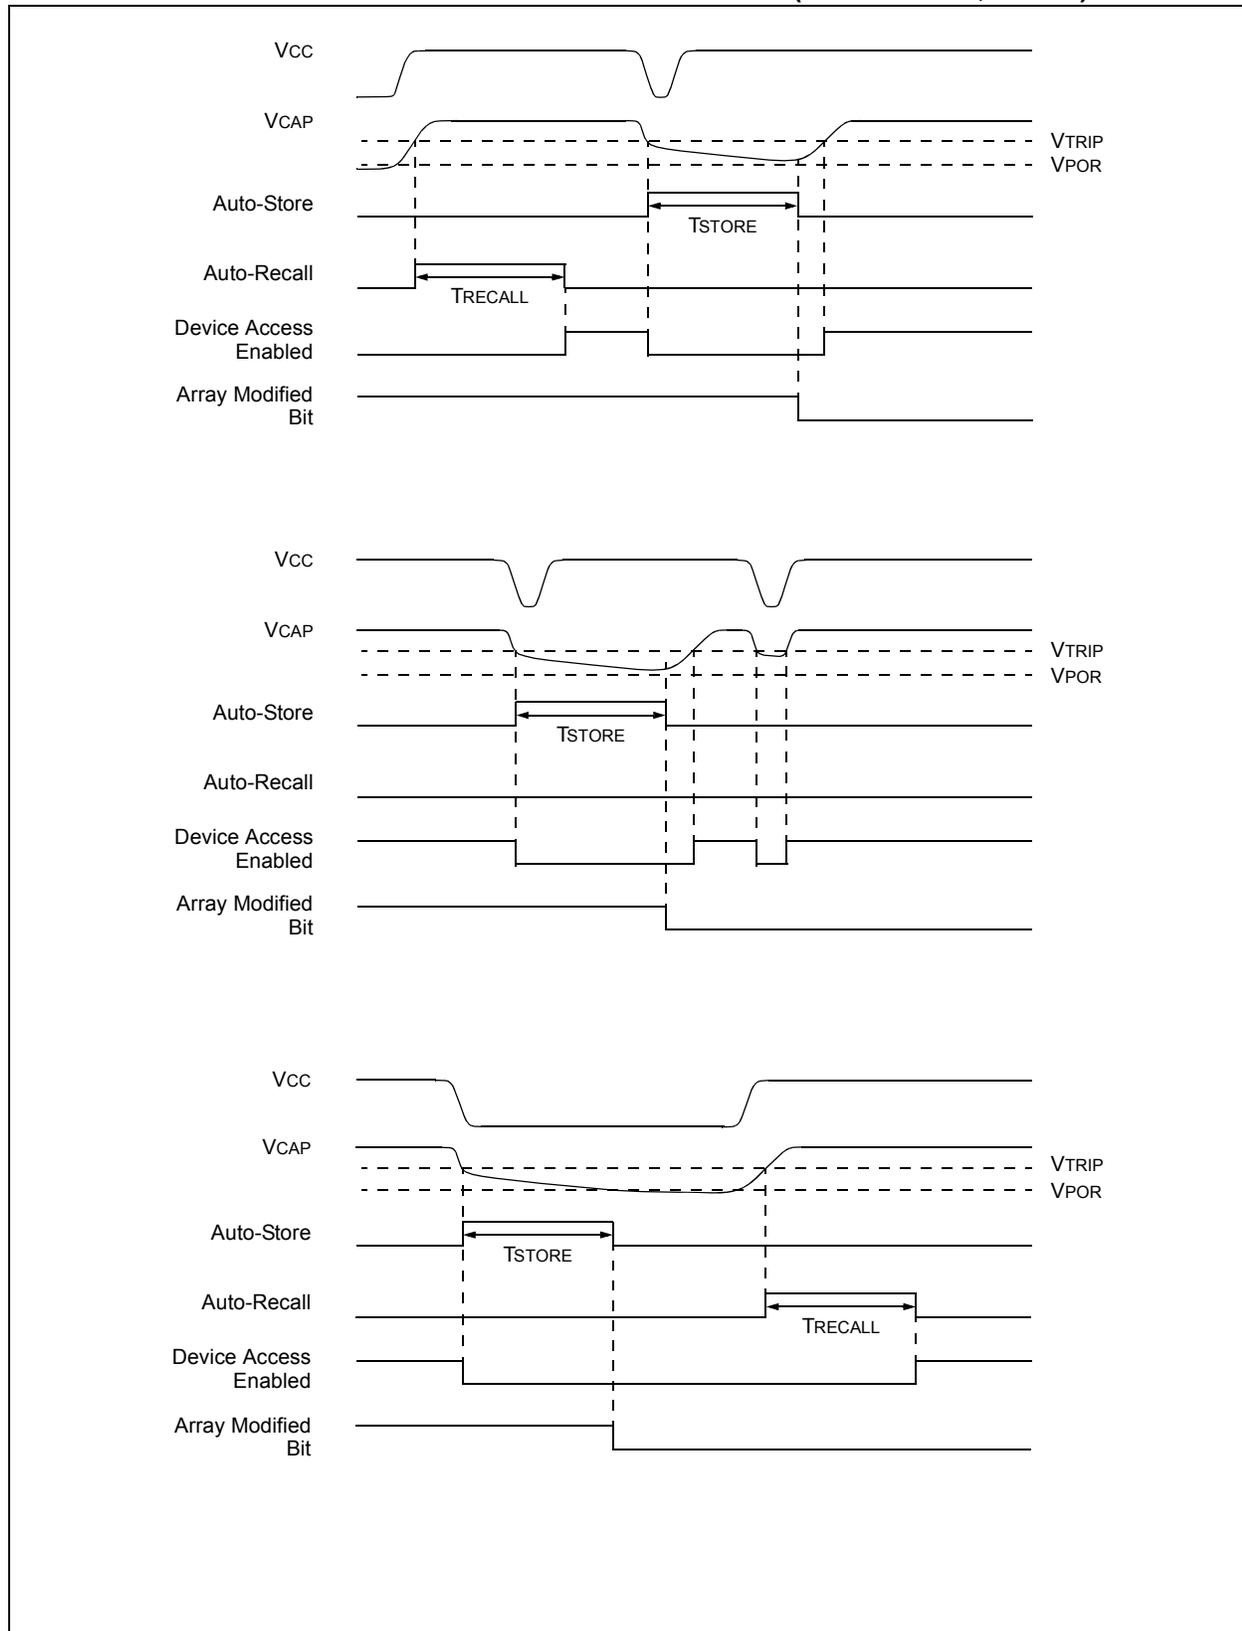 VCC
VCAP
VTRIP
VPOR
Auto-Store
TSTORE
Auto-Recall
TRECALL
Device Access
Enabled
Array Modified
Bit
VCC
VCAP
VTRIP
VPOR
Auto-Store
TSTORE
Auto-Recall
Device Access
Enabled
Array Modified
Bit
VCC
VCAP
VTRIP
VPOR
Auto-Store
TSTORE
Auto-Recall
TRECALL
Device Access
Enabled
Array Modified
Bit